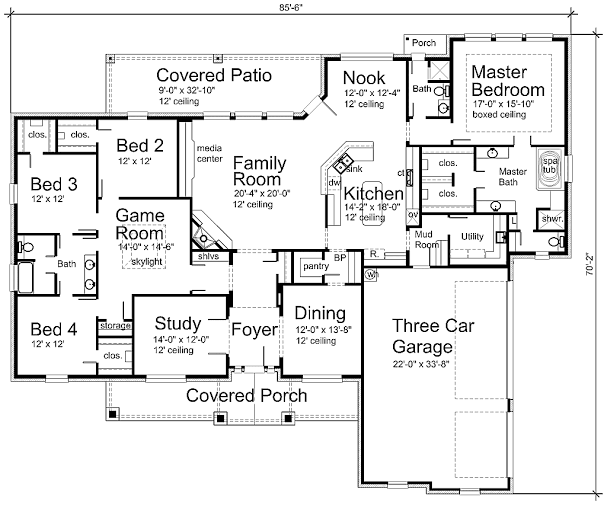 85'-6"
Porch
Covered Patio
9'-0" x 32'-10"
12' ceiling
Nook
12'-0" x 12'-4"
12' ceiling
Bath
Master
Bedroom
17'-0" x 15'-10"
boxed ceiling
clos.
clos.
Bed 2
12' x 12'
media
center
Family
Room
20'-4" x 20'-0"
12' ceiling
sink
dw
Kitchen
14'-2" x 18'-0"
12' ceiling
ct
ov
clos.
clos.
Master
Bath
spa
tub
shwr.
Bed 3
12' x 12'
Game
Room
14'-0" x 14'-6"
skylight
Bath
shlvs
pantry
BP
R.
Mud
Room
Utility
W
70'-2"
Bed 4
12' x 12'
storage
clos.
Study
14'-0" x 12'-0"
12' ceiling
Foyer
Dining
12'-0" x 13'-8"
12' ceiling
Three Car
Garage
22'-0" x 33'-8"
Covered Porch